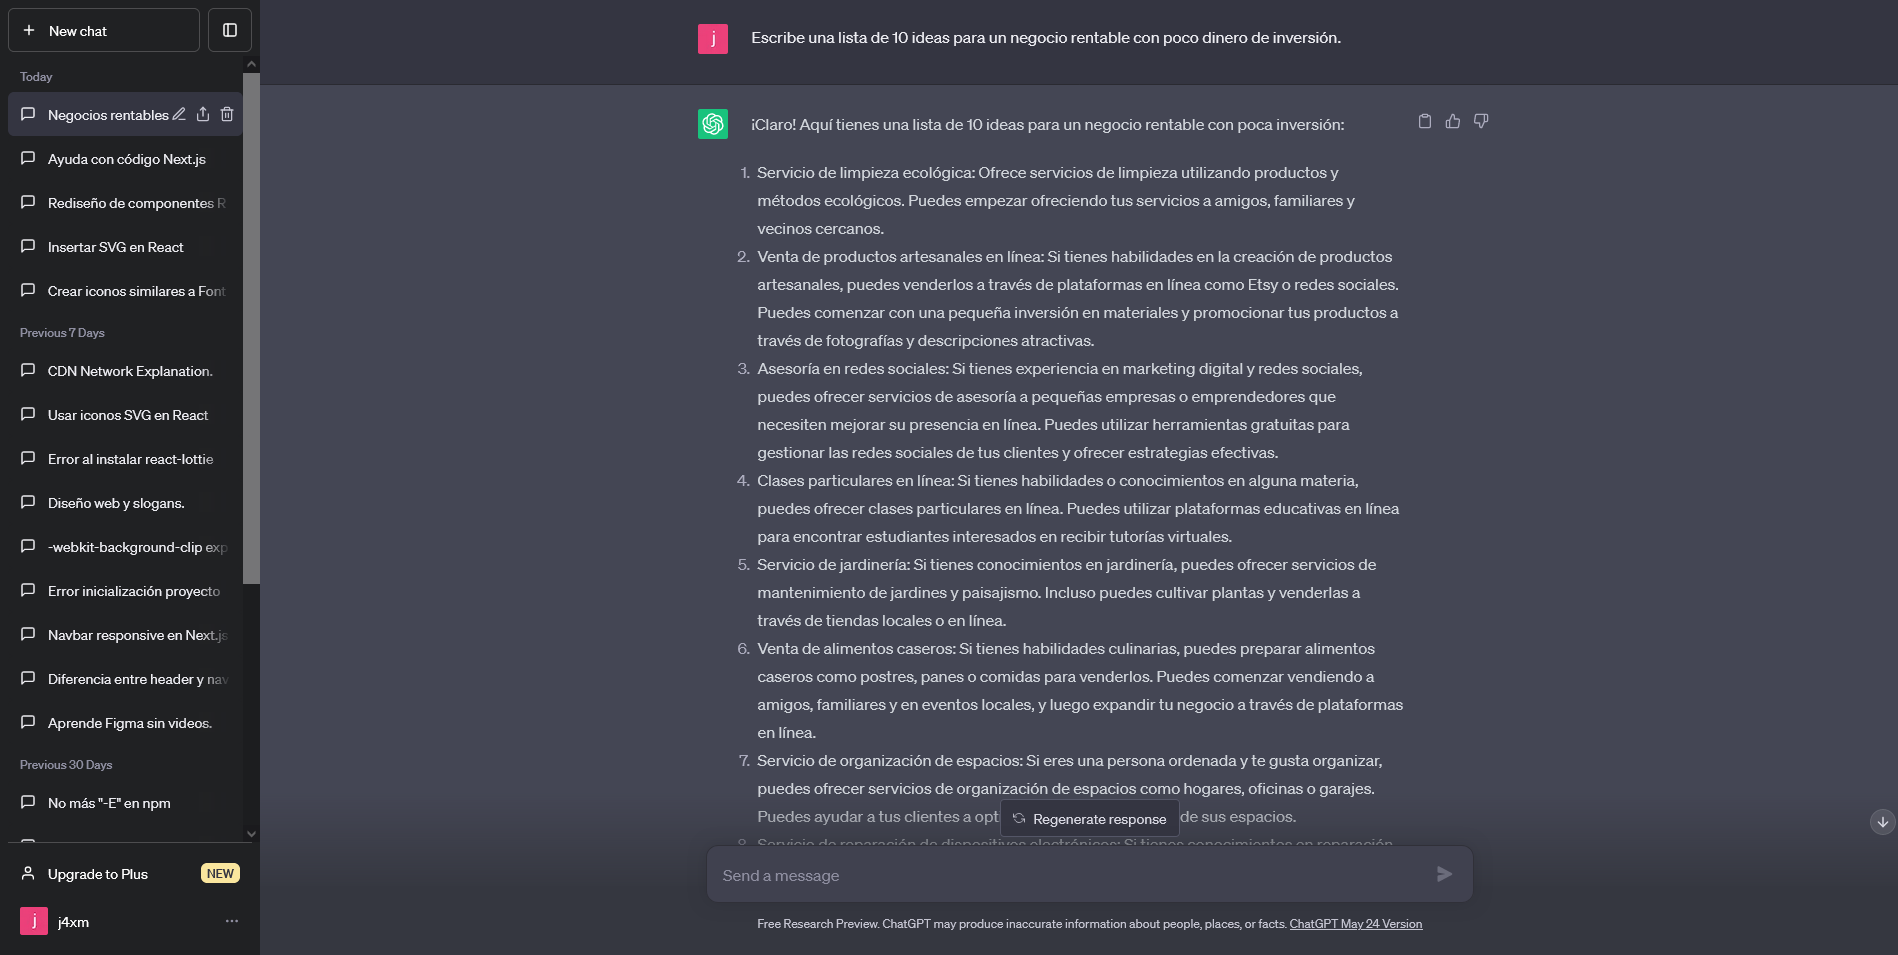 New chat
Today
Negocios rentables
Ayuda con código Next.js
Rediseño de componentes R
Insertar SVG en React
Crear iconos similares a Font
Previous 7 Days
CDN Network Explanation.
Usar iconos SVG en React
Error al instalar react-lottie
Diseño web y slogans.
-webkit-background-clip exp
Error inicialización proyecto
Navbar responsive en Next.js
Diferencia entre header y nav
Aprende Figma sin videos.
Previous 30 Days
No más "-E" en npm
Upgrade to Plus NEW
j j4xm
j Escribe una lista de 10 ideas para un negocio rentable con poco dinero de inversión.
¡Claro! Aquí tienes una lista de 10 ideas para un negocio rentable con poca inversión:
1. Servicio de limpieza ecológica: Ofrece servicios de limpieza utilizando productos y
métodos ecológicos. Puedes empezar ofreciendo tus servicios a amigos, familiares y
vecinos cercanos.
2. Venta de productos artesanales en línea: Si tienes habilidades en la creación de productos
artesanales, puedes venderlos a través de plataformas en línea como Etsy o redes sociales.
Puedes comenzar con una pequeña inversión en materiales y promocionar tus productos a
través de fotografías y descripciones atractivas.
3. Asesoría en redes sociales: Si tienes experiencia en marketing digital y redes sociales,
puedes ofrecer servicios de asesoría a pequeñas empresas o emprendedores que
necesiten mejorar su presencia en línea. Puedes utilizar herramientas gratuitas para
gestionar las redes sociales de tus clientes y ofrecer estrategias efectivas.
4. Clases particulares en línea: Si tienes habilidades o conocimientos en alguna materia,
puedes ofrecer clases particulares en línea. Puedes utilizar plataformas educativas en línea
para encontrar estudiantes interesados en recibir tutorías virtuales.
5. Servicio de jardinería: Si tienes conocimientos en jardinería, puedes ofrecer servicios de
mantenimiento de jardines y paisajismo. Incluso puedes cultivar plantas y venderlas a
través de tiendas locales o en línea.
6. Venta de alimentos caseros: Si tienes habilidades culinarias, puedes preparar alimentos
caseros como postres, panes o comidas para venderlos. Puedes comenzar vendiendo a
amigos, familiares y en eventos locales, y luego expandir tu negocio a través de plataformas
en línea.
7. Servicio de organización de espacios: Si eres una persona ordenada y te gusta organizar,
puedes ofrecer servicios de organización de espacios como hogares, oficinas o garajes.
Puedes ayudar a tus clientes a opt de sus espacios.
Regenerate response
8. Servicio de reparación de dispositivos electrónicos: Si tienes conocimientos en reparación
Send a message
Free Research Preview. ChatGPT may produce inaccurate information about people, places, or facts. ChatGPT May 24 Version